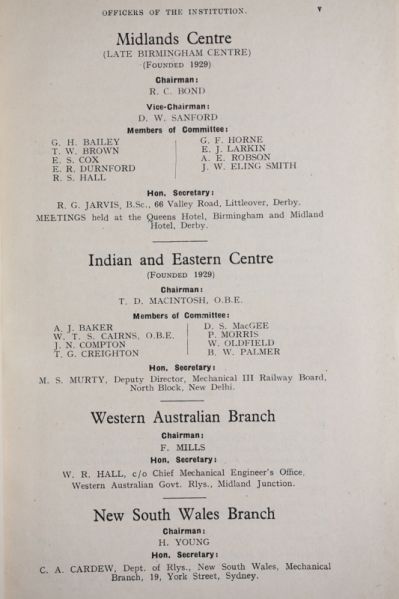 OFFICERS OF THE INSTITUTION.
v
Midlands Centre
(LATE BIRMINGHAM CENTRE)
(FOUNDED 1929)
Chairman:
R. C. BOND
Vice-Chairman:
D. W. SANFORD
Members of Committee:
G. H. BAILEY
T. W. BROWN
E. S. COX
E. R. DURNFORD
R. S. HALL
G. F. HORNE
E. J. LARKIN
A. E. ROBSON
J. W. ELING SMITH
Hon. Secretary:
R. G. JARVIS, B.Sc., 66 Valley Road, Littleover, Derby.
MEETINGS held at the Queens Hotel, Birmingham and Midland
Hotel, Derby.
Indian and Eastern Centre
(FOUNDED 1929)
Chairman:
T. D. MACINTOSH, O.B.E.
Members of Committee:
A. J. BAKER
W. T. S. CAIRNS, O.B.E.
J. N. COMPTON
T. G. CREIGHTON
D. S. MacGEE
P. MORRIS
W. OLDFIELD
B. W. PALMER
Hon. Secretary:
M. S. MURTY, Deputy Director, Mechanical III Railway Board,
North Block, New Delhi.
Western Australian Branch
Chairman:
F. MILLS
Hon. Secretary:
W. R. HALL, c/o Chief Mechanical Engineer's Office,
Western Australian Govt. Rlys., Midland Junction.
New South Wales Branch
Chairman:
H. YOUNG
Hon. Secretary:
C. A. CARDEW, Dept. of Rlys., New South Wales, Mechanical
Branch, 19, York Street, Sydney.